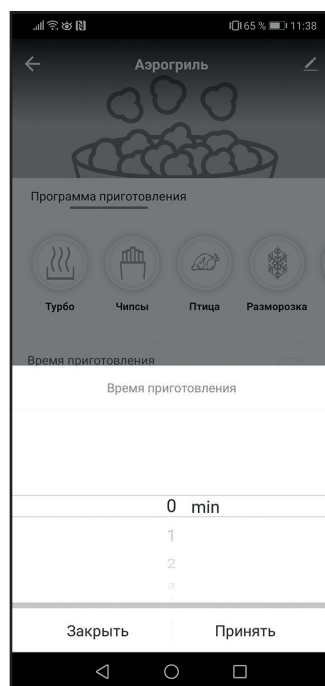 65 % 11:38
Аэрогриль
Программа приготовления
Турбо Чипсы Птица Разморозка
Время приготовления
Время приготовления
0 min
1
2
3
Закрыть Принять